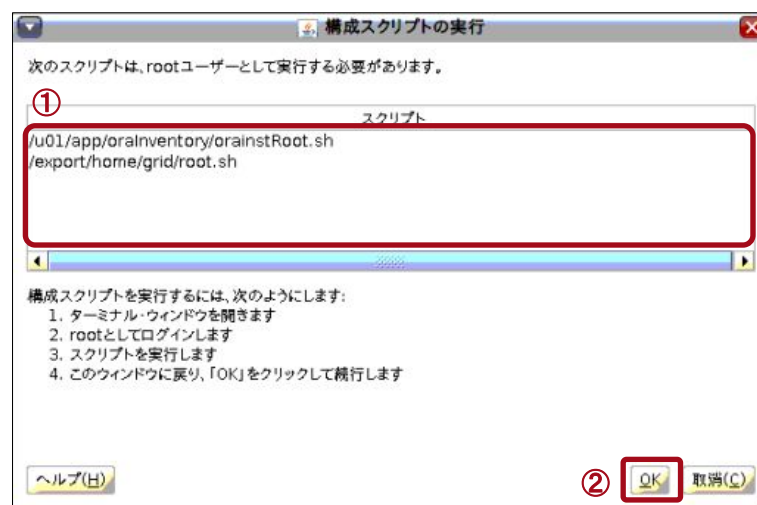 構成スクリプトの実行
次のスクリプトは、rootユーザーとして実行する必要があります。
①
スクリプト
/u01/app/oraInventory/orainstRoot.sh
/export/home/grid/root.sh
構成スクリプトを実行するには、次のようにします:
1. ターミナル・ウィンドウを開きます
2. rootとしてログインします
3. スクリプトを実行します
4. このウィンドウに戻り、「OK」をクリックして続行します
ヘルプ(H)
②
OK
取消(C)